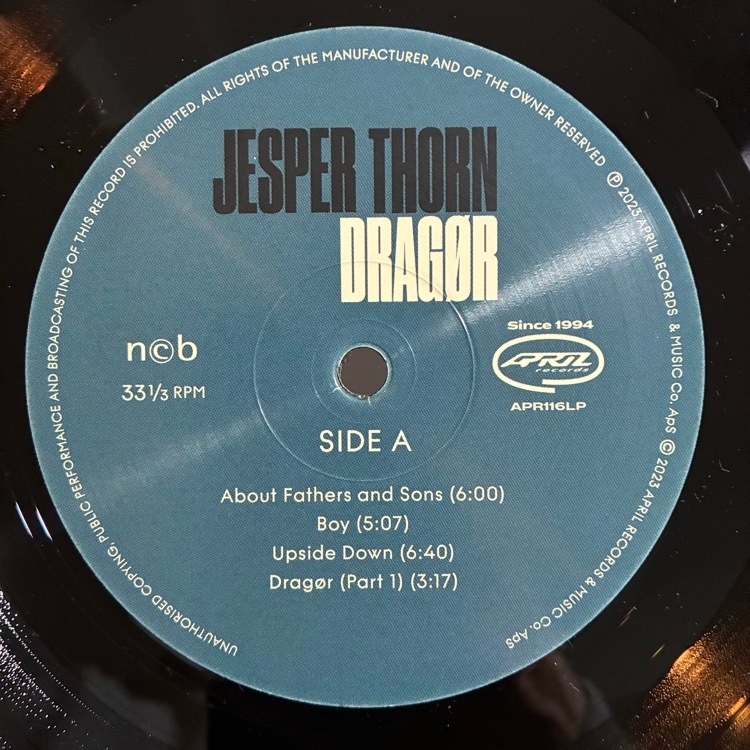 UNAUTHORISED COPYING, PUBLIC PERFORMANCE AND BROADCASTING OF THIS RECORD IS PROHIBITED. ALL RIGHTS OF THE MANUFACTURER AND OF THE OWNER RESERVED ℗ 2023 APRIL RECORDS & MUSIC Co. ApS © 2023 APRIL RECORDS & MUSIC Co. ApS
JESPER THORN
DRAGØR
n©b
33 1/3 RPM
Since 1994
APRIL
records
APR116LP
SIDE A
About Fathers and Sons (6:00)
Boy (5:07)
Upside Down (6:40)
Dragør (Part 1) (3:17)